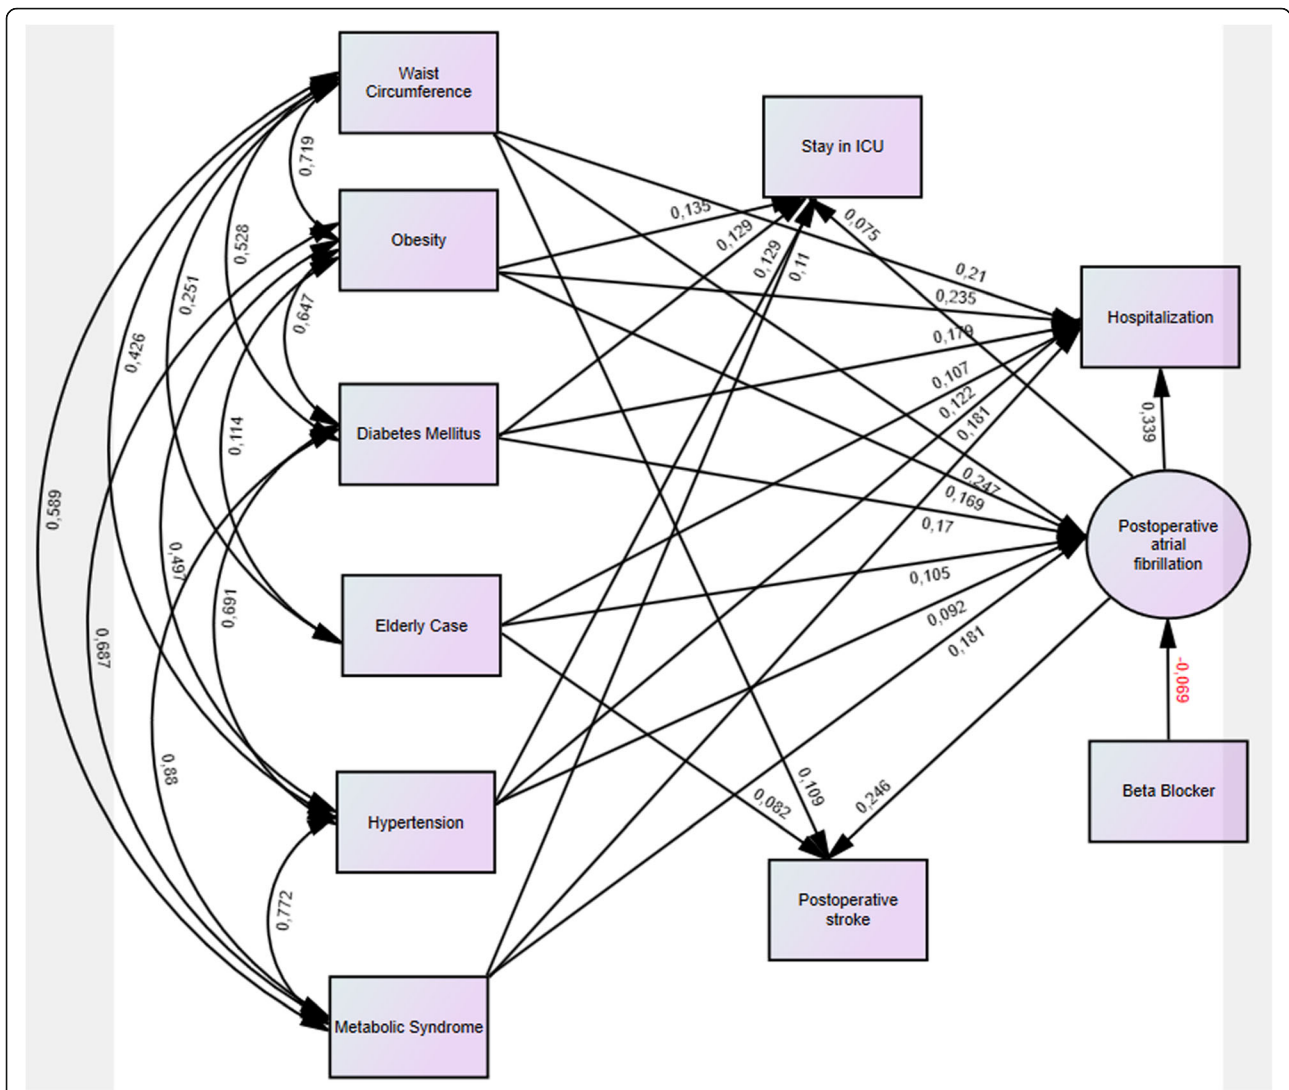 Waist
Circumference
0,719
Stay in ICU
Obesity
0,135
0,129
0,129
0,11
0,075
0,528
0,251
0,426
0,647
0,21
0,235
Hospitalization
0,179
0,107
0,122
0,181
0,339
Diabetes Mellitus
0,114
0,589
0,247
0,169
0,17
Postoperative
atrial
fibrillation
0,497
0,691
0,105
0,092
0,181
Elderly Case
0,687
-0,069
0,88
0,082
0,109
0,246
Beta Blocker
Hypertension
0,772
Postoperative
stroke
Metabolic Syndrome